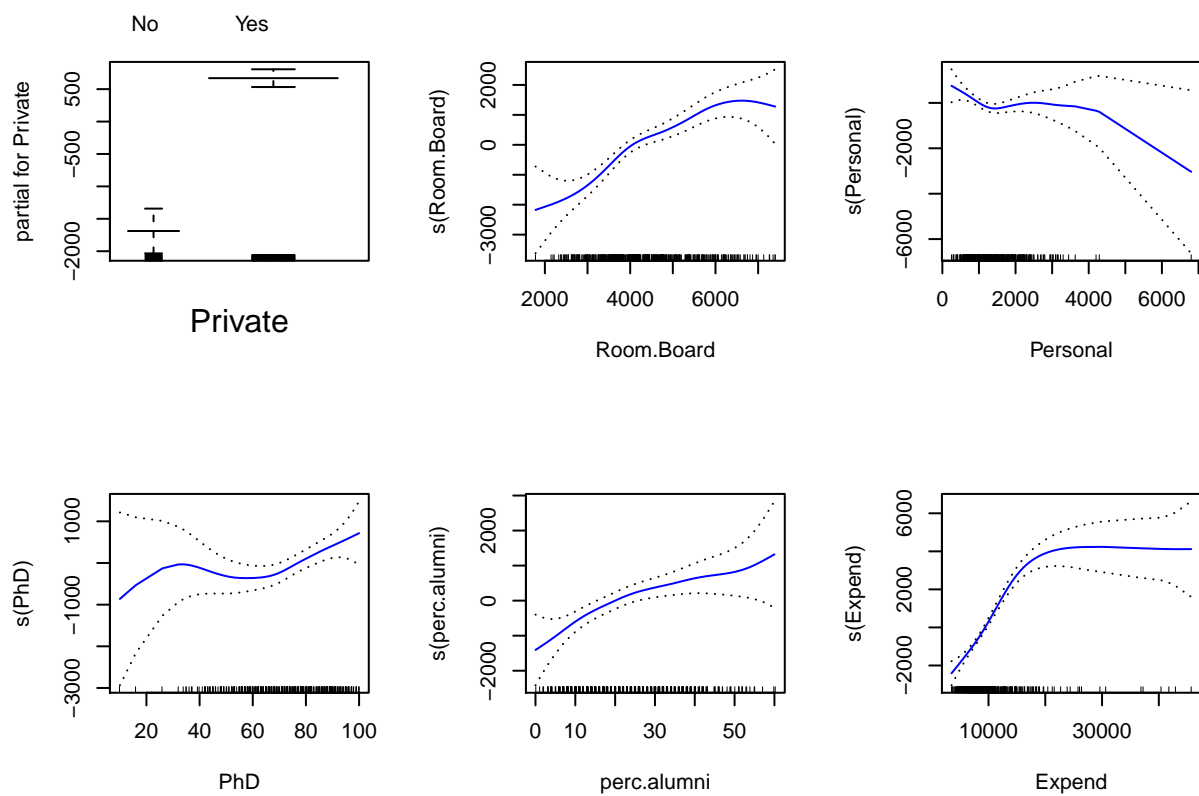 No Yes
partial for Private
500
−500
−2000
Private
s(Room.Board)
2000
0
−3000
2000 4000 6000
Room.Board
s(Personal)
−2000
−6000
0 2000 4000 6000
Personal
s(PhD)
1000
−1000
−3000
20 40 60 80 100
PhD
s(perc.alumni)
2000
0
−2000
0 10 30 50
perc.alumni
s(Expend)
6000
2000
−2000
10000 30000
Expend